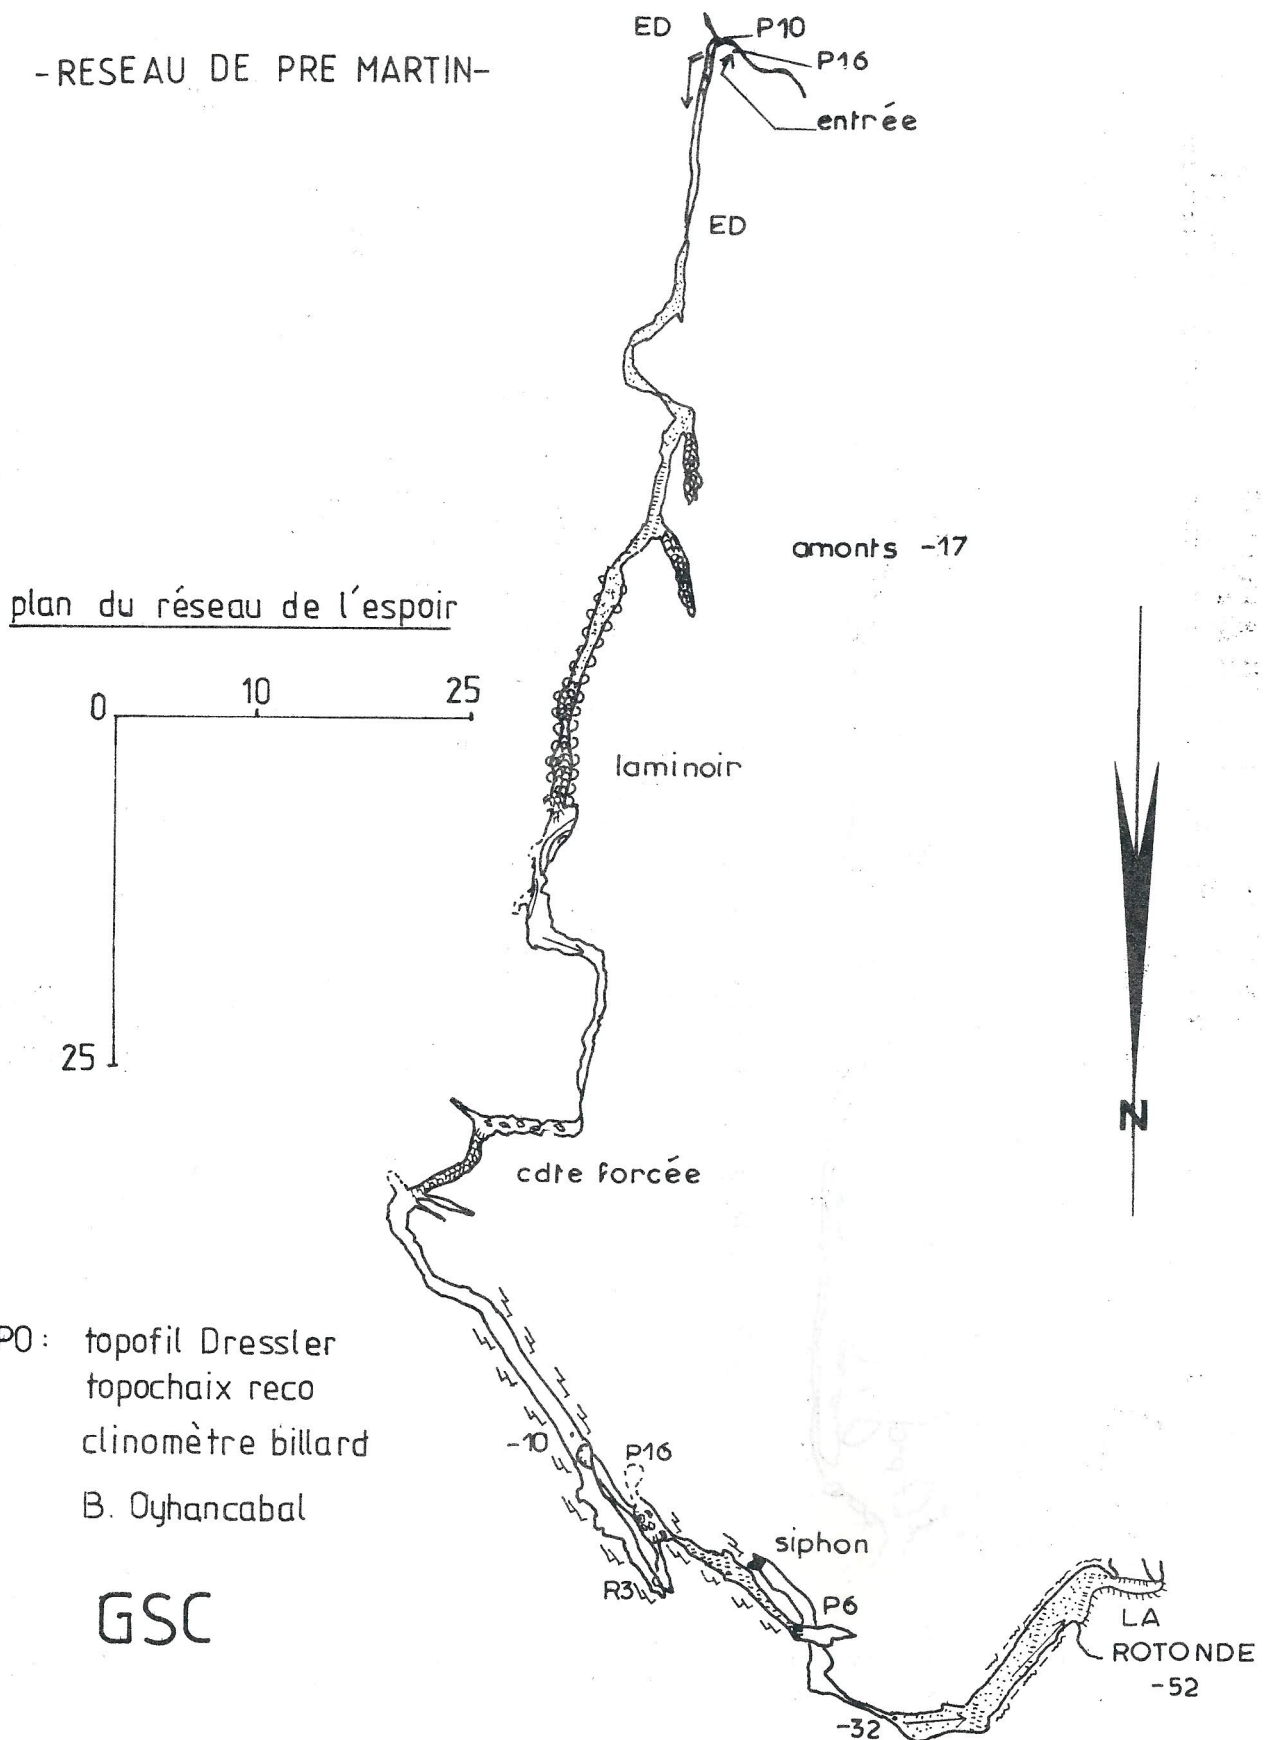 -RESEAU DE PRE MARTIN-
ED
P10
P16
entrée
ED
amonts -17
plan du réseau de l'espoir
0 10 25
25
laminoir
N
cdte forcée
PO: topofil Dressler
topochaix reco
clinomètre billard
B. Oyhancabal
GSC
-10
P16
R3
siphon
P6
-32
LA
ROTONDE
-52